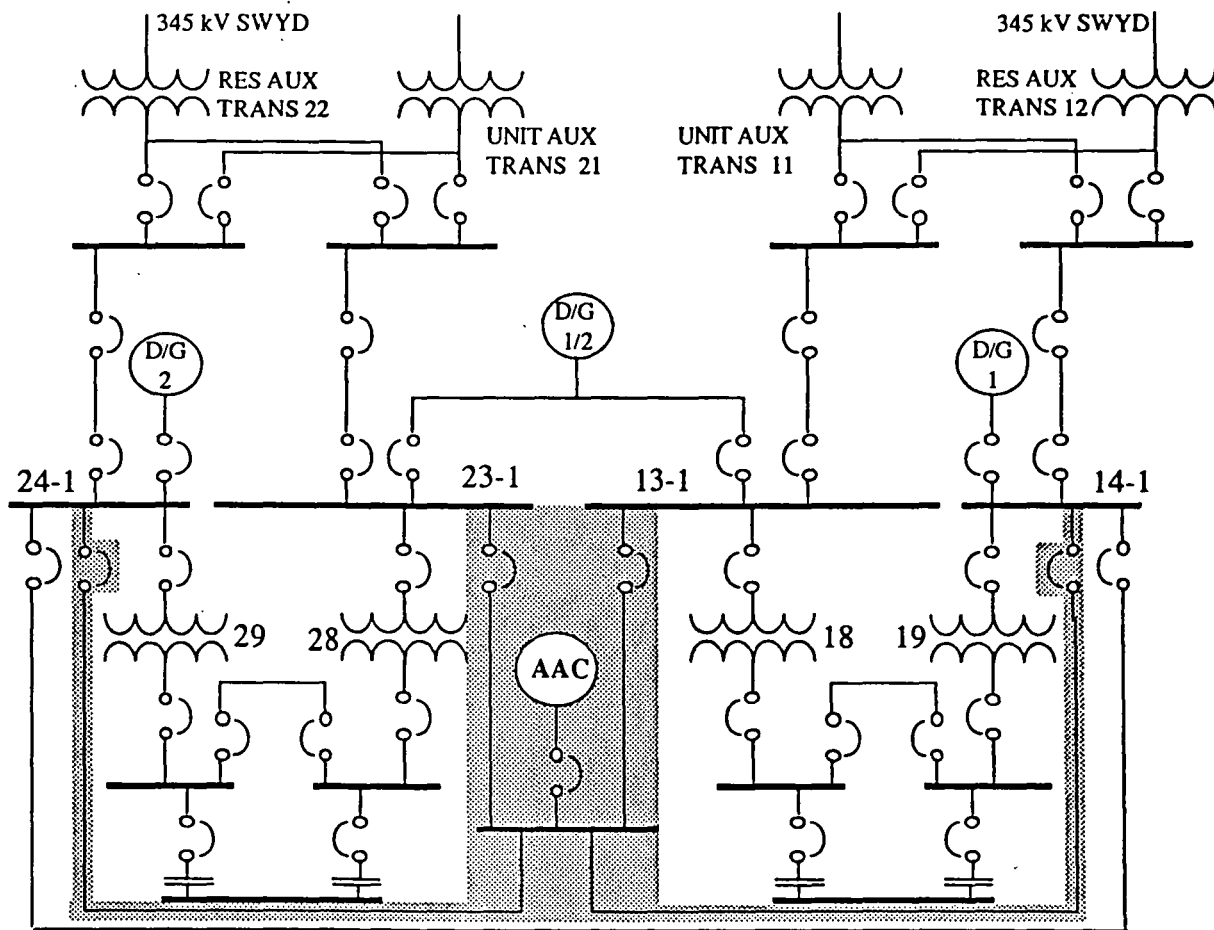 345 kV SWYD
345 kV SWYD
RES AUX
TRANS 22
RES AUX
TRANS 12
UNIT AUX
TRANS 21
UNIT AUX
TRANS 11
D/G
1/2
D/G
2
D/G
1
24-1
23-1
13-1
14-1
29
28
18
19
AAC